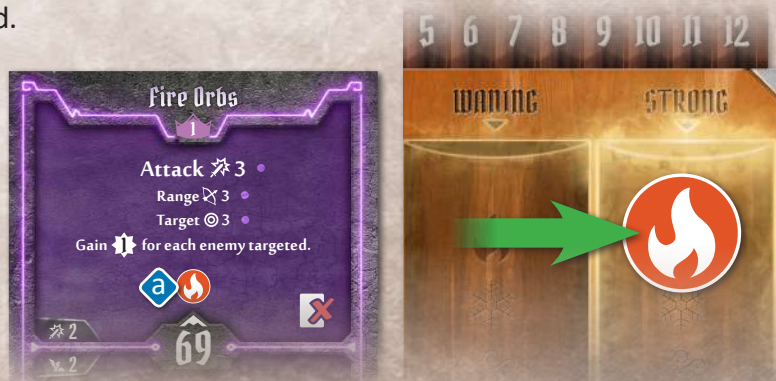 d.
5 6 7 8 9 10 11 12
Fire Orbs
1
Attack 3
Range 3
Target 3
Gain 1 for each enemy targeted.
a
2
69
WANING
STRONG